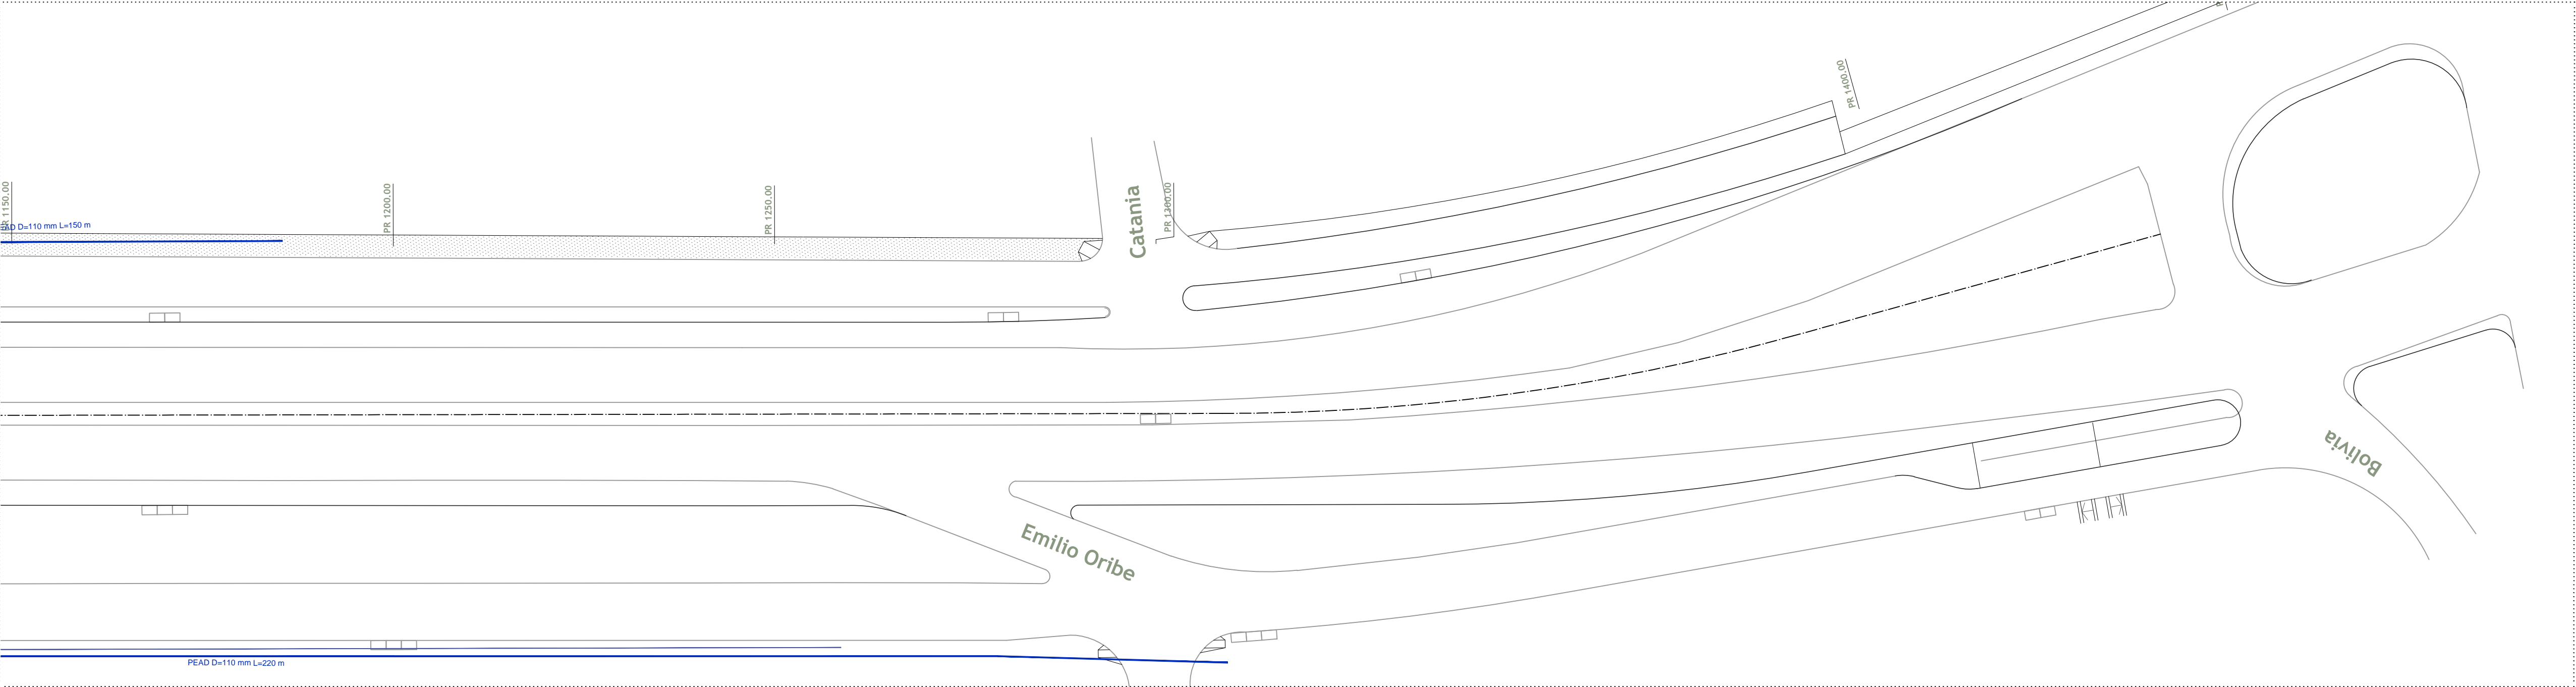 PR 1400.00
PR 1150.00
PR 1200.00
PR 1250.00
PR 1300.00
Catania
D=110 mm L=150 m
Bolivia
Emilio Oribe
PEAD D=110 mm L=220 m